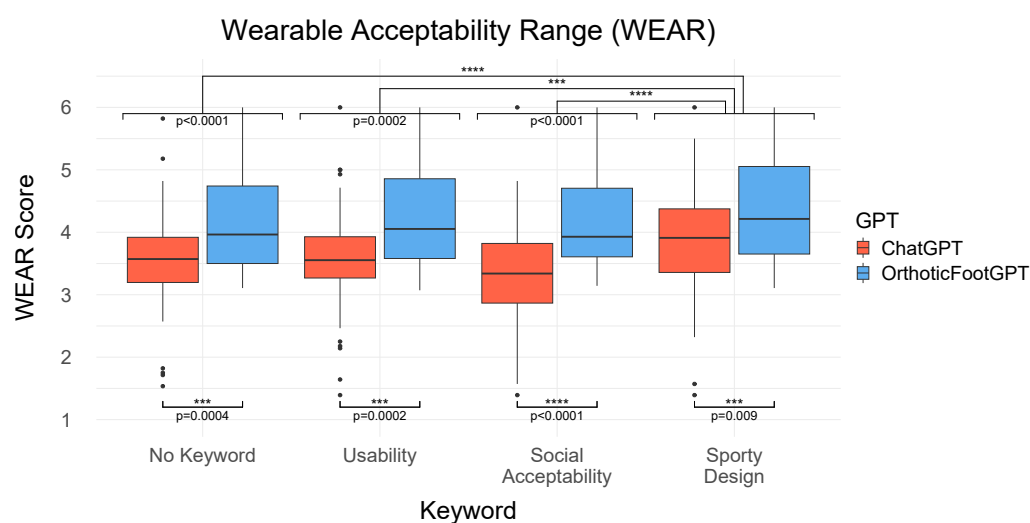 Wearable Acceptability Range (WEAR)
****
***
****
p<0.0001
p=0.0002
p<0.0001
6
5
4
3
2
1
WEAR Score
GPT
ChatGPT
OrthoticFootGPT
***
***
****
***
p=0.0004
p=0.0002
p<0.0001
p=0.009
No Keyword
Usability
Social
Acceptability
Sporty
Design
Keyword